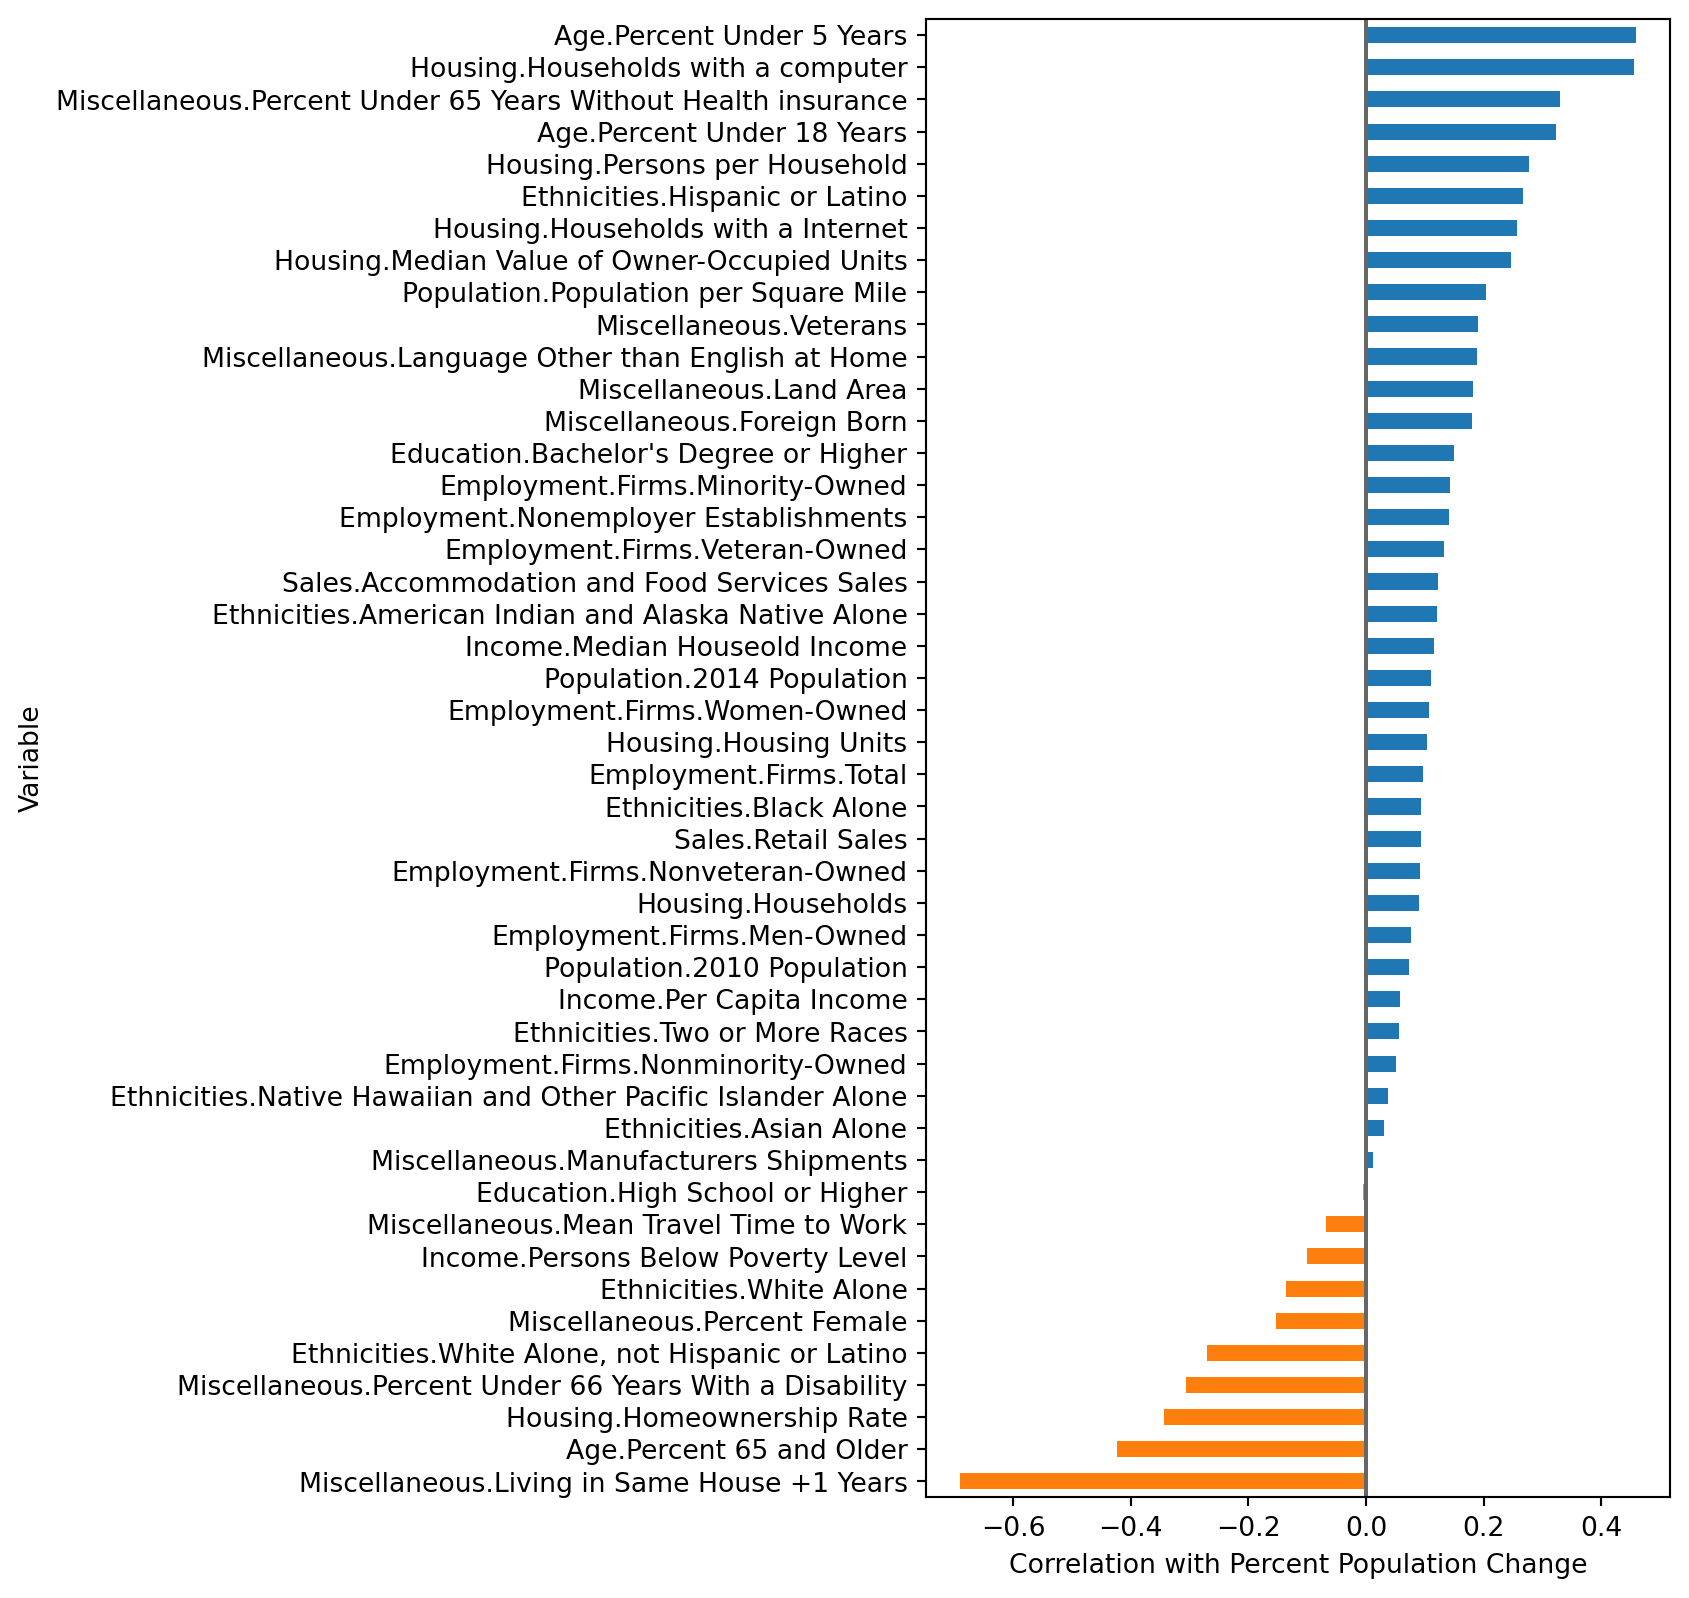 Age.Percent Under 5 Years
Housing.Households with a computer
Miscellaneous.Percent Under 65 Years Without Health insurance
Age.Percent Under 18 Years
Housing.Persons per Household
Ethnicities.Hispanic or Latino
Housing.Households with a Internet
Housing.Median Value of Owner-Occupied Units
Population.Population per Square Mile
Miscellaneous.Veterans
Miscellaneous.Language Other than English at Home
Miscellaneous.Land Area
Miscellaneous.Foreign Born
Education.Bachelor's Degree or Higher
Employment.Firms.Minority-Owned
Employment.Nonemployer Establishments
Employment.Firms.Veteran-Owned
Sales.Accommodation and Food Services Sales
Ethnicities.American Indian and Alaska Native Alone
Income.Median Houseold Income
Population.2014 Population
Employment.Firms.Women-Owned
Housing.Housing Units
Employment.Firms.Total
Ethnicities.Black Alone
Sales.Retail Sales
Employment.Firms.Nonveteran-Owned
Housing.Households
Employment.Firms.Men-Owned
Population.2010 Population
Income.Per Capita Income
Ethnicities.Two or More Races
Employment.Firms.Nonminority-Owned
Ethnicities.Native Hawaiian and Other Pacific Islander Alone
Ethnicities.Asian Alone
Miscellaneous.Manufacturers Shipments
Education.High School or Higher
Miscellaneous.Mean Travel Time to Work
Income.Persons Below Poverty Level
Ethnicities.White Alone
Miscellaneous.Percent Female
Ethnicities.White Alone, not Hispanic or Latino
Miscellaneous.Percent Under 66 Years With a Disability
Housing.Homeownership Rate
Age.Percent 65 and Older
Miscellaneous.Living in Same House +1 Years
Variable
−0.6 −0.4 −0.2 0.0 0.2 0.4
Correlation with Percent Population Change